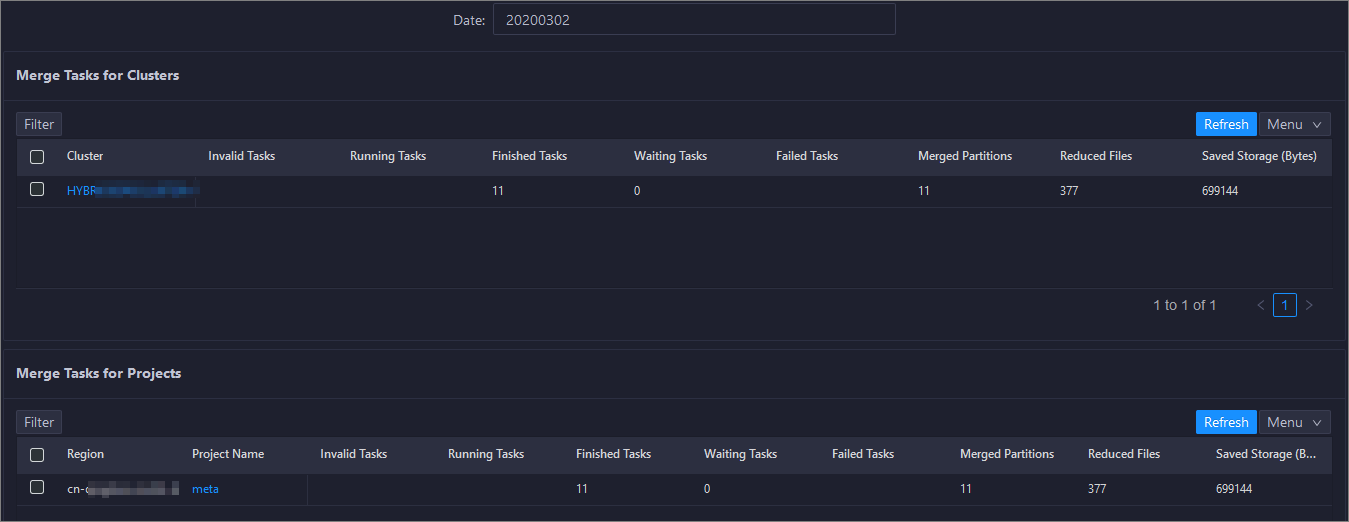 Date: 20200302
Merge Tasks for Clusters
Filter Refresh Menu
Cluster Invalid Tasks Running Tasks Finished Tasks Waiting Tasks Failed Tasks Merged Partitions Reduced Files Saved Storage (Bytes)
HYBR 11 0 11 377 699144
1 to 1 of 1 < 1 >
Merge Tasks for Projects
Filter Refresh Menu
Region Project Name Invalid Tasks Running Tasks Finished Tasks Waiting Tasks Failed Tasks Merged Partitions Reduced Files Saved Storage (B...
cn- meta 11 0 11 377 699144